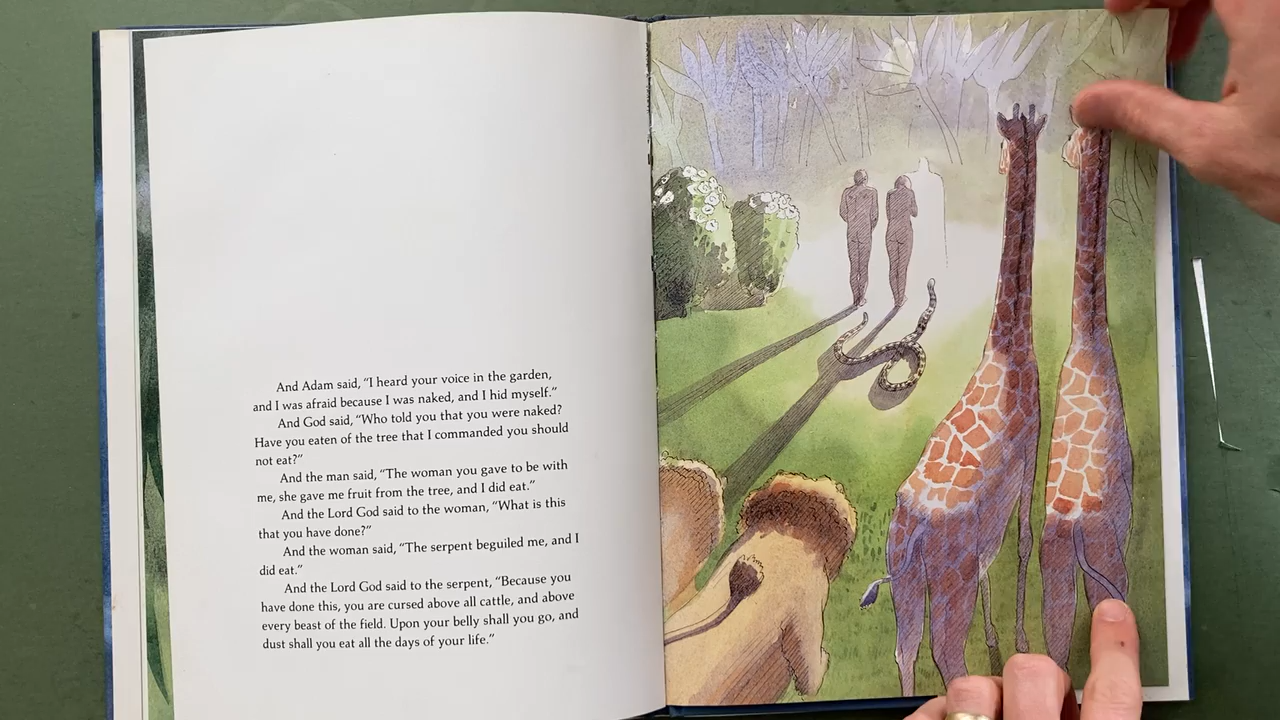 And Adam said, “I heard your voice in the garden,
and I was afraid because I was naked, and I hid myself.”
And God said, “Who told you that you were naked?
Have you eaten of the tree that I commanded you should
not eat?”
And the man said, “The woman you gave to be with
me, she gave me fruit from the tree, and I did eat.”
And the Lord God said to the woman, “What is this
that you have done?”
And the woman said, “The serpent beguiled me, and I
did eat.”
And the Lord God said to the serpent, “Because you
have done this, you are cursed above all cattle, and above
every beast of the field. Upon your belly shall you go, and
dust shall you eat all the days of your life.”